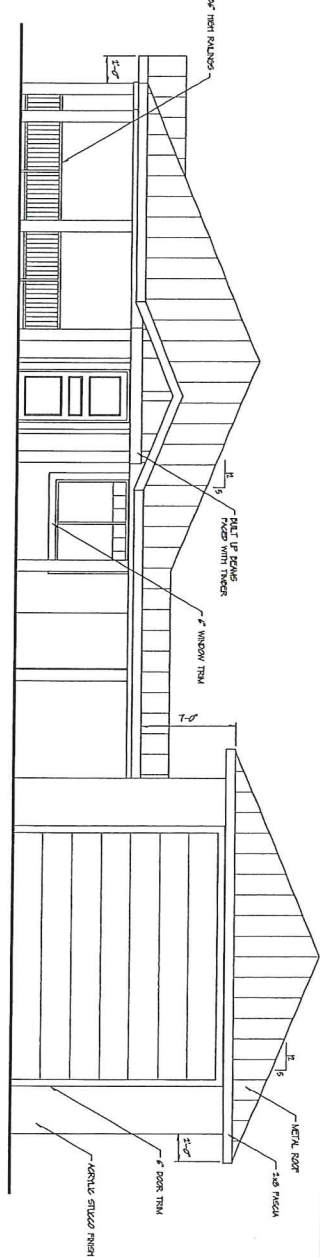 36" HIGH RAILINGS
2'-0"
12
5
BUILT UP BEAMS
FACED WITH TIMBER
6" WINDOW TRIM
7'-0"
12
5
METAL ROOF
2x8 FASCIA
2'-0"
6" DOOR TRIM
ACRYLIC STUCCO FINISH